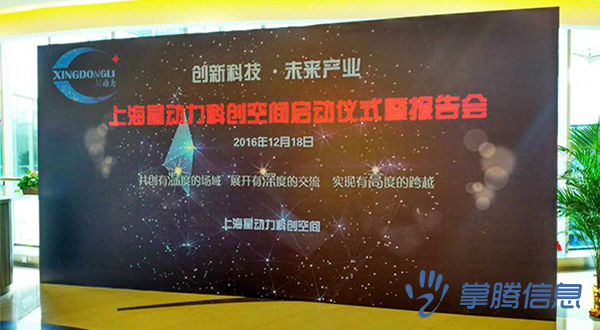 XINGDONGLI
星动力
创新科技·未来产业
上海星动力科创空间启动仪式暨报告会
2016年12月18日
共创有温度的场域 展开有深度的交流 实现有高度的跨越
上海星动力科创空间
掌腾信息